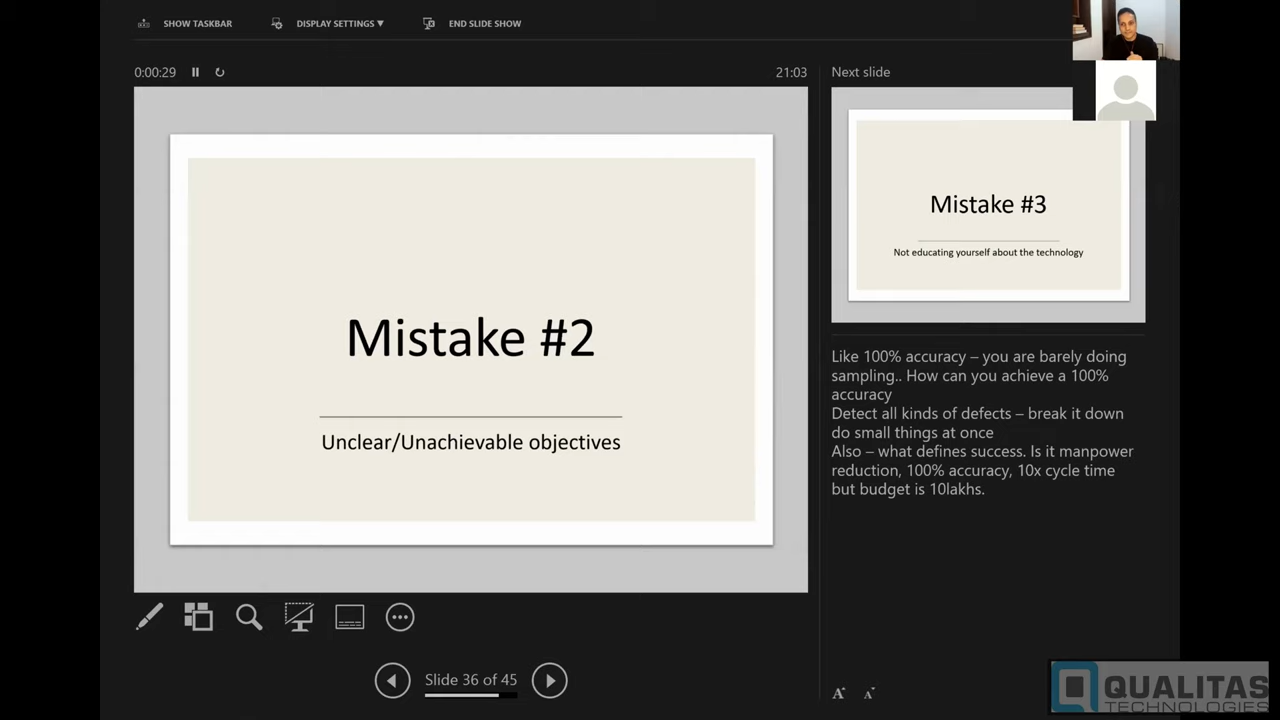 SHOW TASKBAR DISPLAY SETTINGS ▼ END SLIDE SHOW
0:00:29 21:03
Mistake #2
Unclear/Unachievable objectives
Next slide
Mistake #3
Not educating yourself about the technology
Like 100% accuracy – you are barely doing
sampling.. How can you achieve a 100%
accuracy
Detect all kinds of defects – break it down
do small things at once
Also – what defines success. Is it manpower
reduction, 100% accuracy, 10x cycle time
but budget is 10lakhs.
Slide 36 of 45
A A
QUALITAS
TECHNOLOGIES